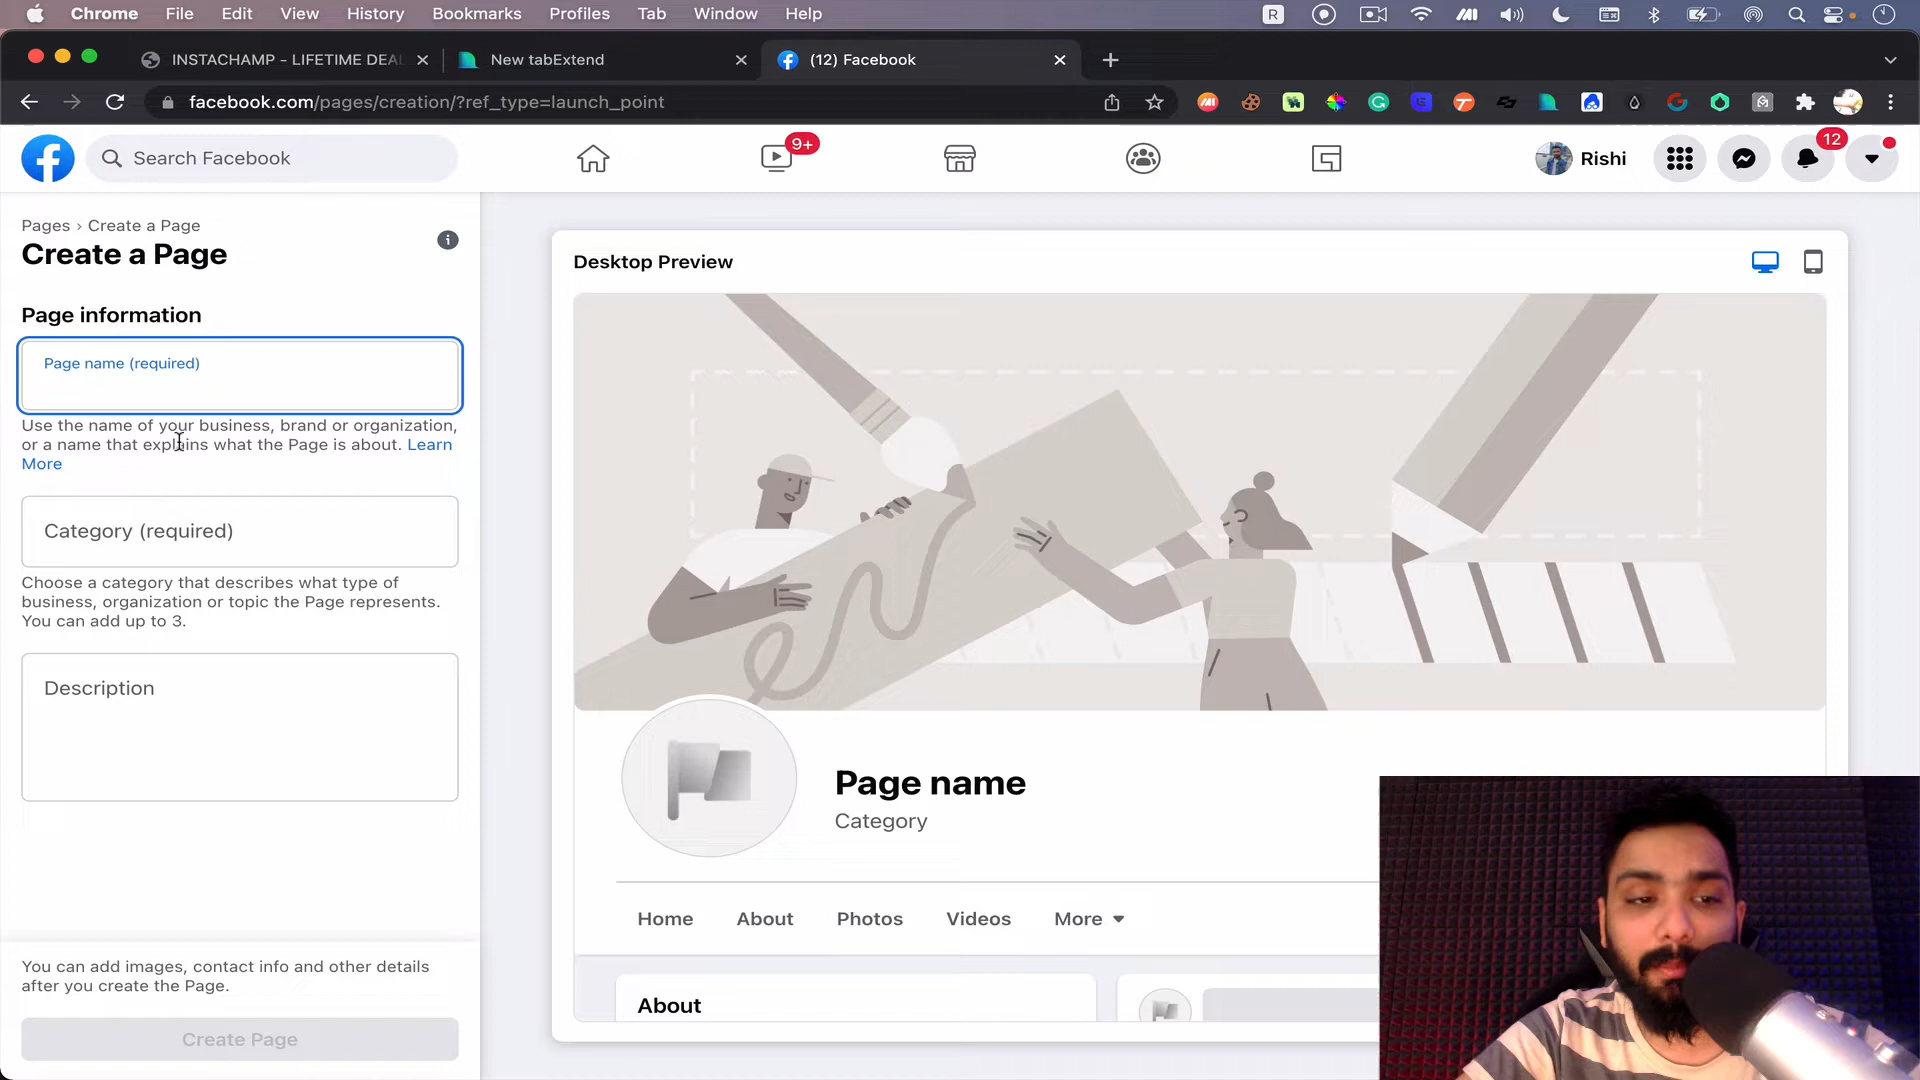 Chrome File Edit View History Bookmarks Profiles Tab Window Help
INSTACHAMP - LIFETIME DEA
New tabExtend
(12) Facebook
facebook.com/pages/creation/?ref_type=launch_point
Search Facebook
9+
Rishi
12
Pages › Create a Page
Create a Page
Page information
Page name (required)
Use the name of your business, brand or organization,
or a name that explains what the Page is about. Learn
More
Category (required)
Choose a category that describes what type of
business, organization or topic the Page represents.
You can add up to 3.
Description
You can add images, contact info and other details
after you create the Page.
Create Page
Desktop Preview
Page name
Category
Home About Photos Videos More
About